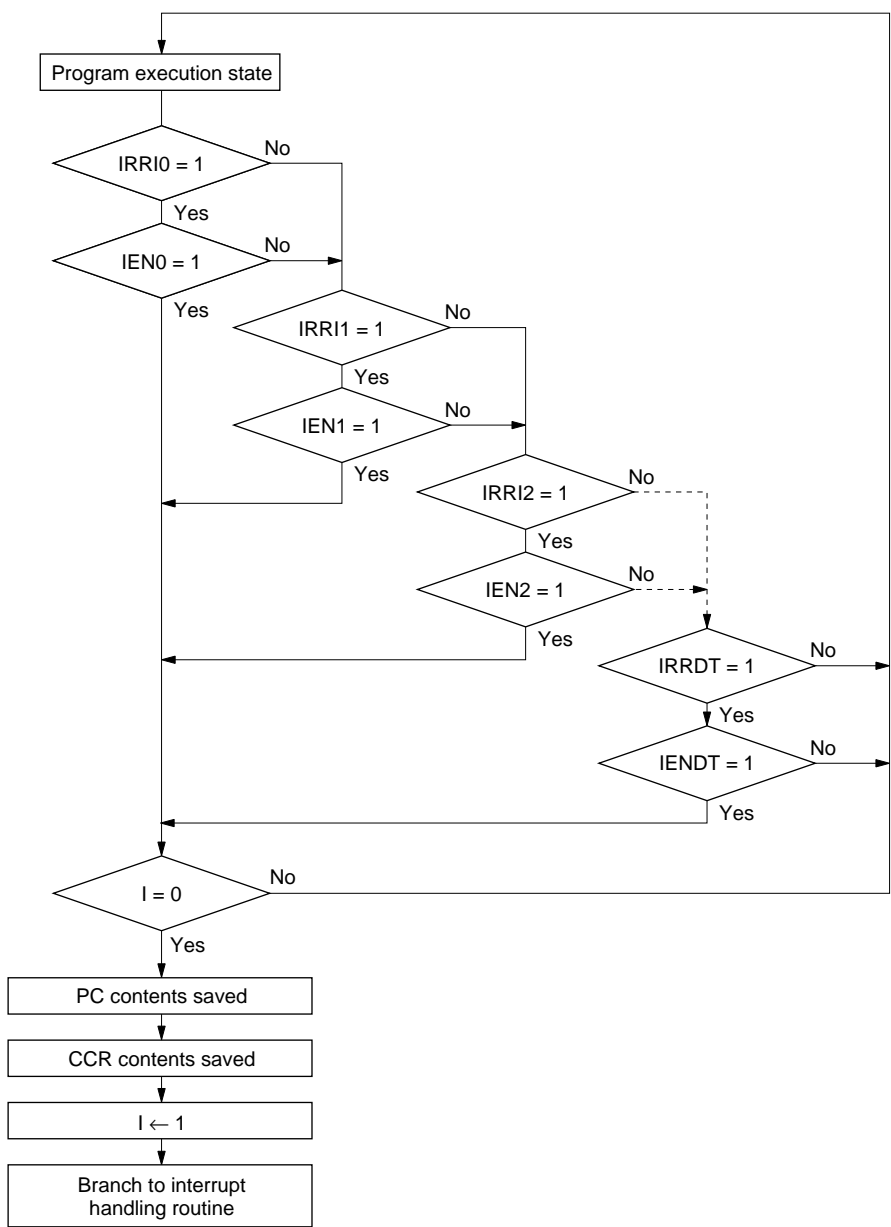 Program execution state
IRRI0 = 1
No
Yes
IEN0 = 1
No
Yes
IRRI1 = 1
No
Yes
IEN1 = 1
No
Yes
IRRI2 = 1
No
Yes
IEN2 = 1
No
Yes
IRRDT = 1
No
Yes
IENDT = 1
No
Yes
I = 0
No
Yes
PC contents saved
CCR contents saved
I ← 1
Branch to interrupt
handling routine